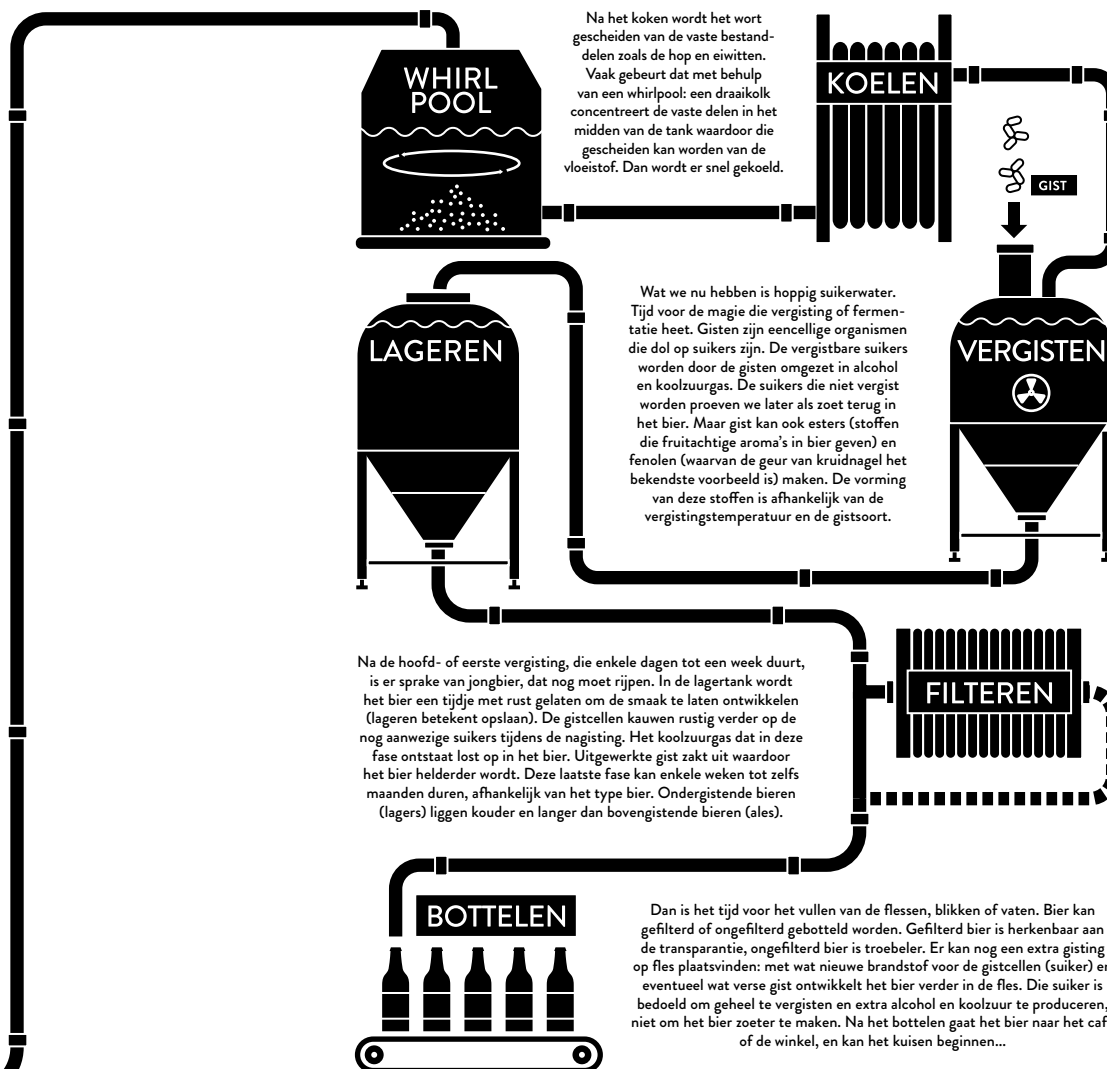 WHIRL
POOL
Na het koken wordt het wort
gescheiden van de vaste bestand-
delen zoals de hop en eiwitten.
Vaak gebeurt dat met behulp
van een whirlpool: een draaikolk
concentreert de vaste delen in het
midden van de tank waardoor die
gescheiden kan worden van de
vloeistof. Dan wordt er snel gekoeld.
KOELEN
GIST
LAGEREN
Wat we nu hebben is hoppig suikerwater.
Tijd voor de magie die vergisting of fermen-
tatie heet. Gisten zijn eencellige organismen
die dol op suikers zijn. De vergistbare suikers
worden door de gisten omgezet in alcohol
en koolzuurgas. De suikers die niet vergist
worden proeven we later als zoet terug in
het bier. Maar gist kan ook esters (stoffen
die fruitachtige aroma's in bier geven) en
fenolen (waarvan de geur van kruidnagel het
bekendste voorbeeld is) maken. De vorming
van deze stoffen is afhankelijk van de
vergistingstemperatuur en de gistsoort.
VERGISTEN
Na de hoofd- of eerste vergisting, die enkele dagen tot een week duurt,
is er sprake van jongbier, dat nog moet rijpen. In de lagertank wordt
het bier een tijdje met rust gelaten om de smaak te laten ontwikkelen
(lageren betekent opslaan). De gistcellen kauwen rustig verder op de
nog aanwezige suikers tijdens de nagisting. Het koolzuurgas dat in deze
fase ontstaat lost op in het bier. Uitgewerkte gist zakt uit waardoor
het bier helderder wordt. Deze laatste fase kan enkele weken tot zelfs
maanden duren, afhankelijk van het type bier. Ondergistende bieren
(lagers) liggen kouder en langer dan bovengistende bieren (ales).
FILTEREN
BOTTELEN
Dan is het tijd voor het vullen van de flessen, blikken of vaten. Bier kan
gefilterd of ongefilterd gebotteld worden. Gefilterd bier is herkenbaar aan
de transparantie, ongefilterd bier is troebeler. Er kan nog een extra gisting
op fles plaatsvinden: met wat nieuwe brandstof voor de gistcellen (suiker)
eventueel wat verse gist ontwikkelt het bier verder in de fles. Die suiker is
bedoeld om geheel te vergisten en extra alcohol en koolzuur te produceren,
niet om het bier zoeter te maken. Na het bottelen gaat het bier naar het
of de winkel, en kan het kuisen beginnen...